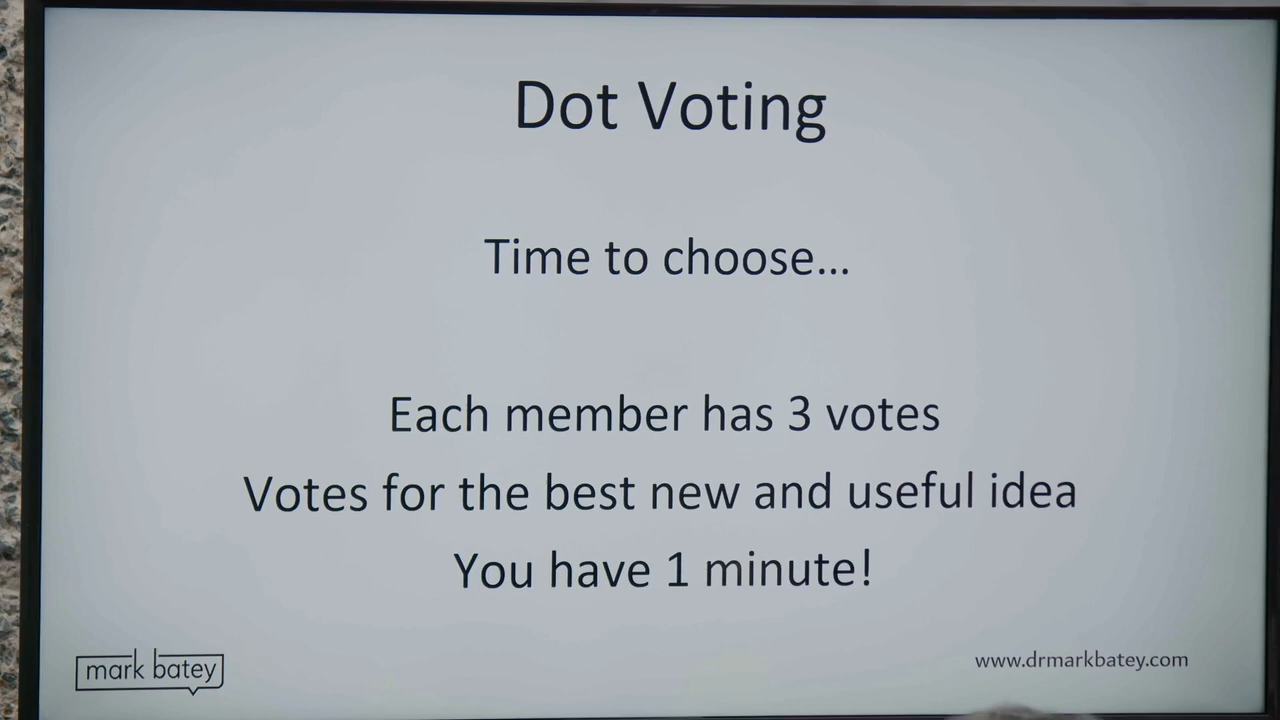 Dot Voting
Time to choose...
Each member has 3 votes
Votes for the best new and useful idea
You have 1 minute!
mark batey
www.drmarkbatey.com